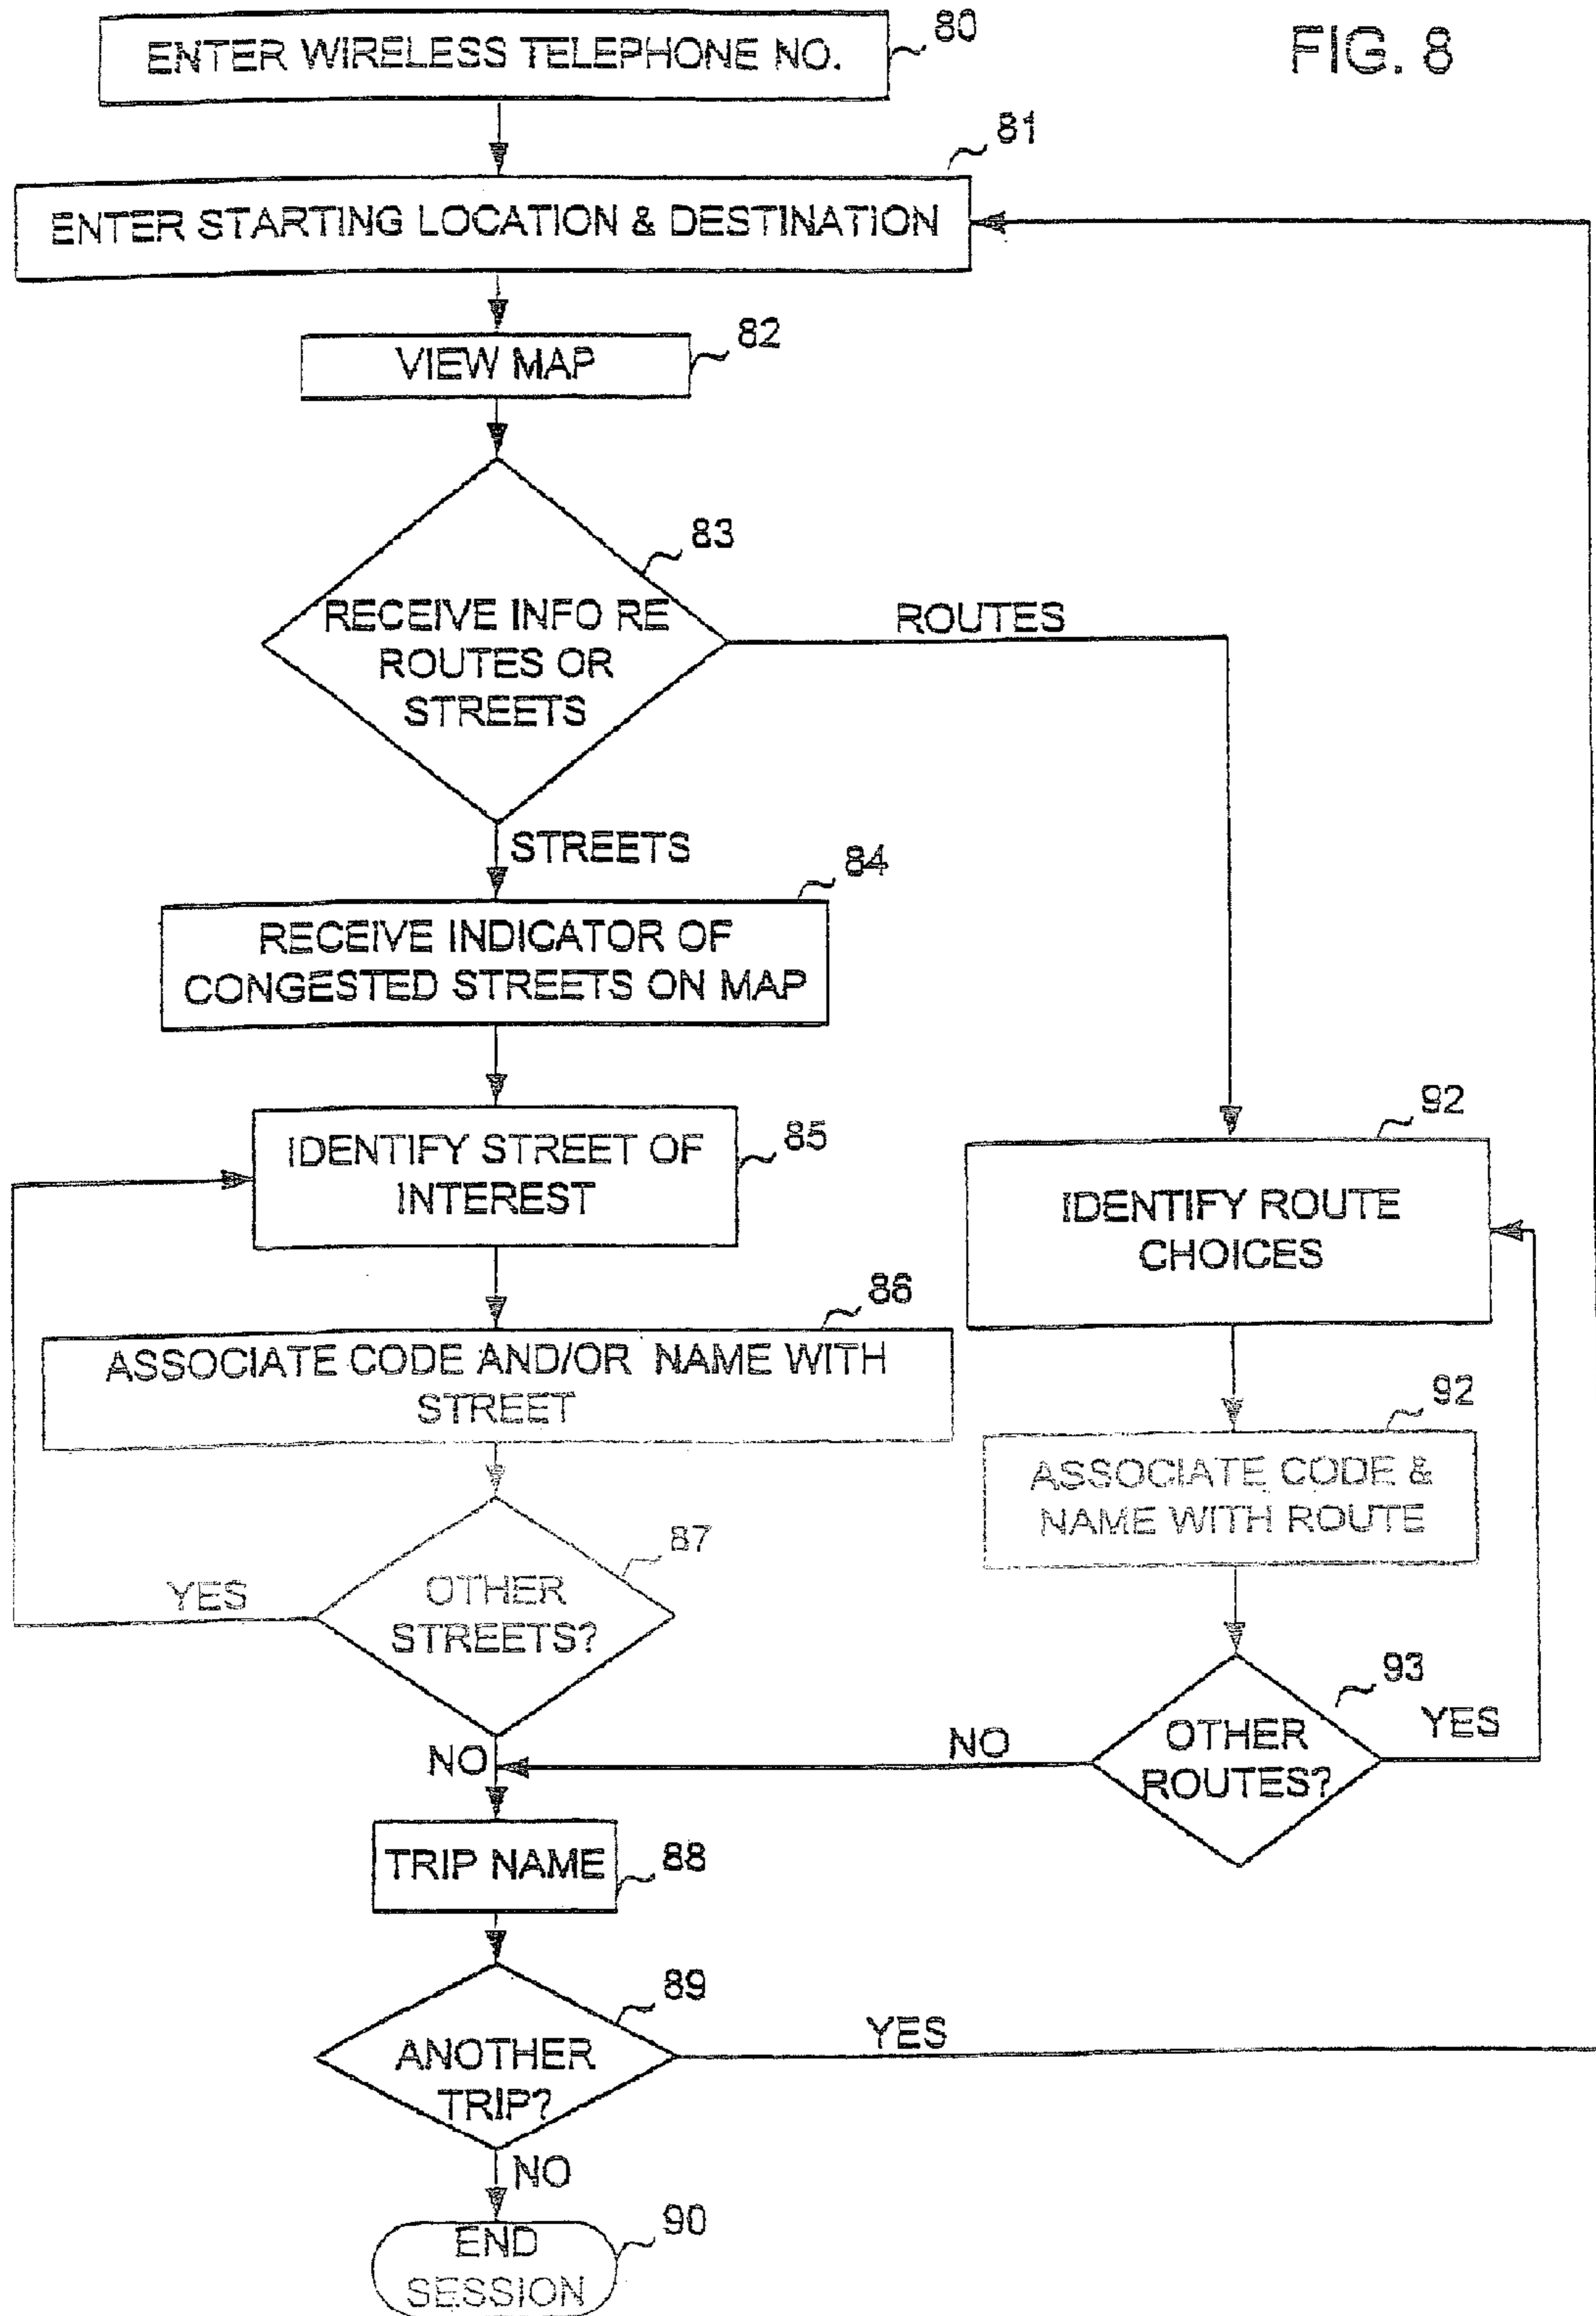 FIG. 8
ENTER WIRELESS TELEPHONE NO.
80
81
ENTER STARTING LOCATION & DESTINATION
VIEW MAP
82
83
RECEIVE INFO RE
ROUTES OR
STREETS
ROUTES
STREETS
84
RECEIVE INDICATOR OF
CONGESTED STREETS ON MAP
IDENTIFY STREET OF
INTEREST
85
92
IDENTIFY ROUTE
CHOICES
86
ASSOCIATE CODE AND/OR NAME WITH
STREET
92
ASSOCIATE CODE &
NAME WITH ROUTE
87
OTHER
STREETS?
YES
NO
93
OTHER
ROUTES?
YES
NO
TRIP NAME
88
89
ANOTHER
TRIP?
YES
NO
END
SESSION
90